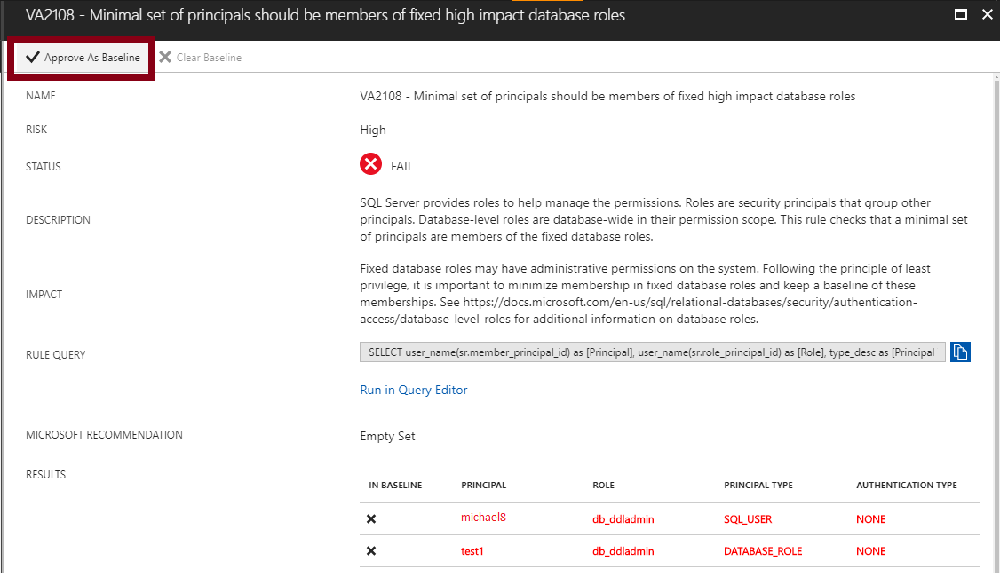 VA2108 - Minimal set of principals should be members of fixed high impact database roles
Approve As Baseline
Clear Baseline
NAME
VA2108 - Minimal set of principals should be members of fixed high impact database roles
RISK
High
STATUS
FAIL
DESCRIPTION
SQL Server provides roles to help manage the permissions. Roles are security principals that group other
principals. Database-level roles are database-wide in their permission scope. This rule checks that a minimal set
of principals are members of the fixed database roles.
IMPACT
Fixed database roles may have administrative permissions on the system. Following the principle of least
privilege, it is important to minimize membership in fixed database roles and keep a baseline of these
memberships. See https://docs.microsoft.com/en-us/sql/relational-databases/security/authentication-
access/database-level-roles for additional information on database roles.
RULE QUERY
SELECT user_name(sr.member_principal_id) as [Principal], user_name(sr.role_principal_id) as [Role], type_desc as [Principal
Run in Query Editor
MICROSOFT RECOMMENDATION
Empty Set
RESULTS
IN BASELINE PRINCIPAL ROLE PRINCIPAL TYPE AUTHENTICATION TYPE
michael8 db_ddladmin SQL_USER NONE
test1 db_ddladmin DATABASE_ROLE NONE